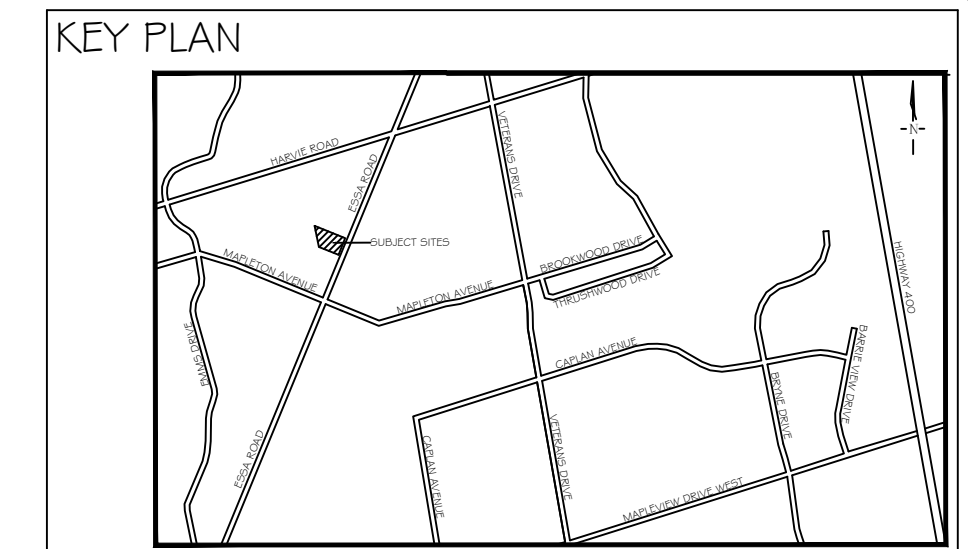 KEY PLAN
N
HARVIE ROAD
ESSA ROAD
VETERANS DRIVE
SUBJECT SITES
MAPLETON AVENUE
BROOKWOOD DRIVE
THRUSHWOOD DRIVE
MAPLETON AVENUE
HIGHWAY 400
EMMS DRIVE
CAPLAN AVENUE
BARRIE VIEW DRIVE
BRYNE DRIVE
ESSA ROAD
CAPLAN AVENUE
VETERANS DRIVE
MAPLEVIEW DRIVE WEST